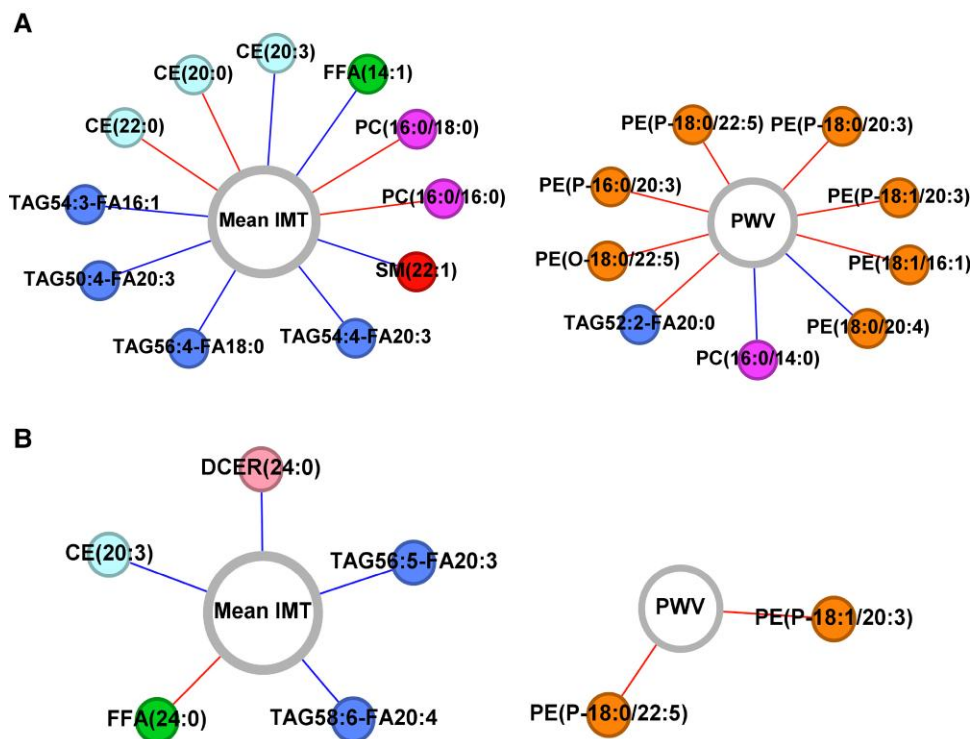 A
CE(20:3)
CE(20:0)
FFA(14:1)
CE(22:0)
PC(16:0/18:0)
TAG54:3-FA16:1
PC(16:0/16:0)
Mean IMT
TAG50:4-FA20:3
SM(22:1)
TAG56:4-FA18:0
TAG54:4-FA20:3
PE(P-18:0/22:5)
PE(P-18:0/20:3)
PE(P-16:0/20:3)
PE(P-18:1/20:3)
PWV
PE(O-18:0/22:5)
PE(18:1/16:1)
TAG52:2-FA20:0
PE(18:0/20:4)
PC(16:0/14:0)
B
DCER(24:0)
CE(20:3)
TAG56:5-FA20:3
Mean IMT
FFA(24:0)
TAG58:6-FA20:4
PWV
PE(P-18:1/20:3)
PE(P-18:0/22:5)